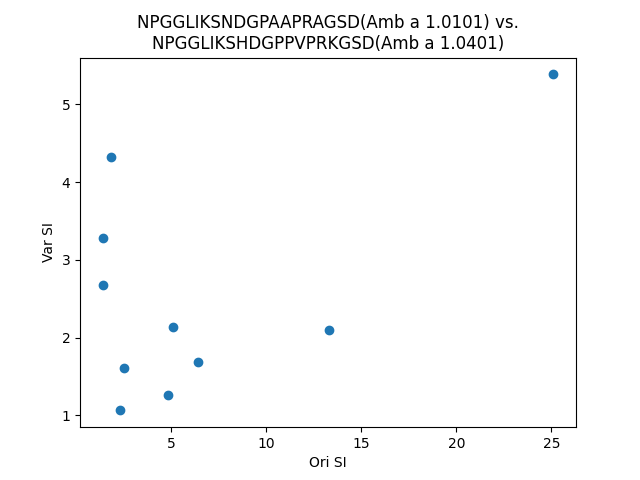 NPGGLIKSNDGPAAPRAGSD(Amb a 1.0101) vs.
NPGGLIKSHDGPPVPRKGSD(Amb a 1.0401)
5
4
3
2
1
Var SI
5 10 15 20 25
Ori SI